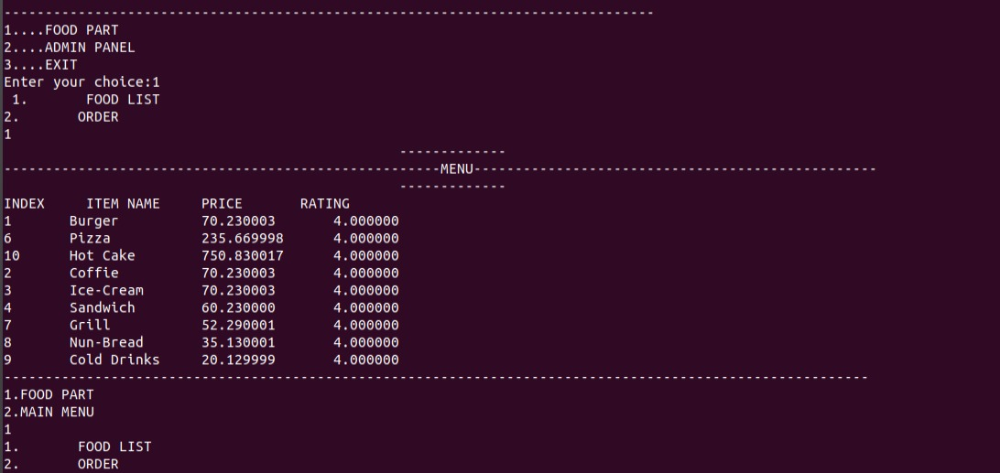 -------------------------------------------------------------------------------
1....FOOD PART
2....ADMIN PANEL
3....EXIT
Enter your choice:1
 1.       FOOD LIST
2.       ORDER
1
                                                -------------
-----------------------------------------------------MENU-------------------------------------------------
                                                -------------
INDEX     ITEM NAME     PRICE       RATING
1       Burger          70.230003       4.000000
6       Pizza           235.669998      4.000000
10      Hot Cake        750.830017      4.000000
2       Coffie          70.230003       4.000000
3       Ice-Cream       70.230003       4.000000
4       Sandwich        60.230000       4.000000
7       Grill           52.290001       4.000000
8       Nun-Bread       35.130001       4.000000
9       Cold Drinks     20.129999       4.000000
---------------------------------------------------------------------------------------------------------
1.FOOD PART
2.MAIN MENU
1
1.       FOOD LIST
2.       ORDER